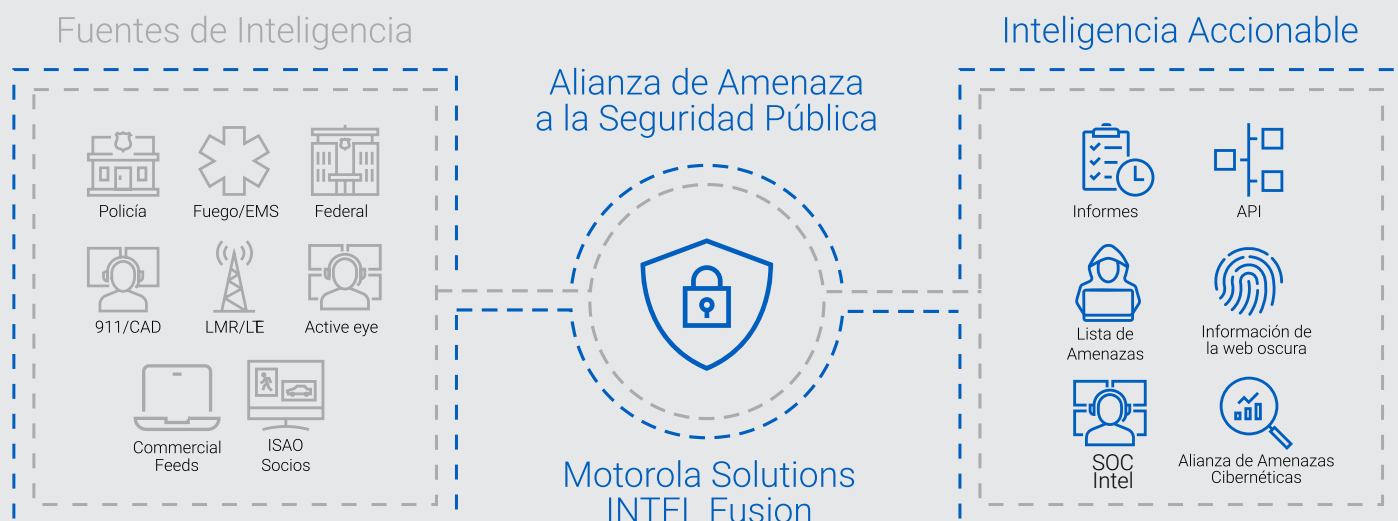 Fuentes de Inteligencia
Policía
Fuego/EMS
Federal
911/CAD
LMR/LTE
Active eye
Commercial
Feeds
ISAO
Socios
Alianza de Amenaza
a la Seguridad Pública
Motorola Solutions
INTEL Fusion
Inteligencia Accionable
Informes
API
Lista de
Amenazas
Información de
la web oscura
SOC
Intel
Alianza de Amenazas
Cibernéticas